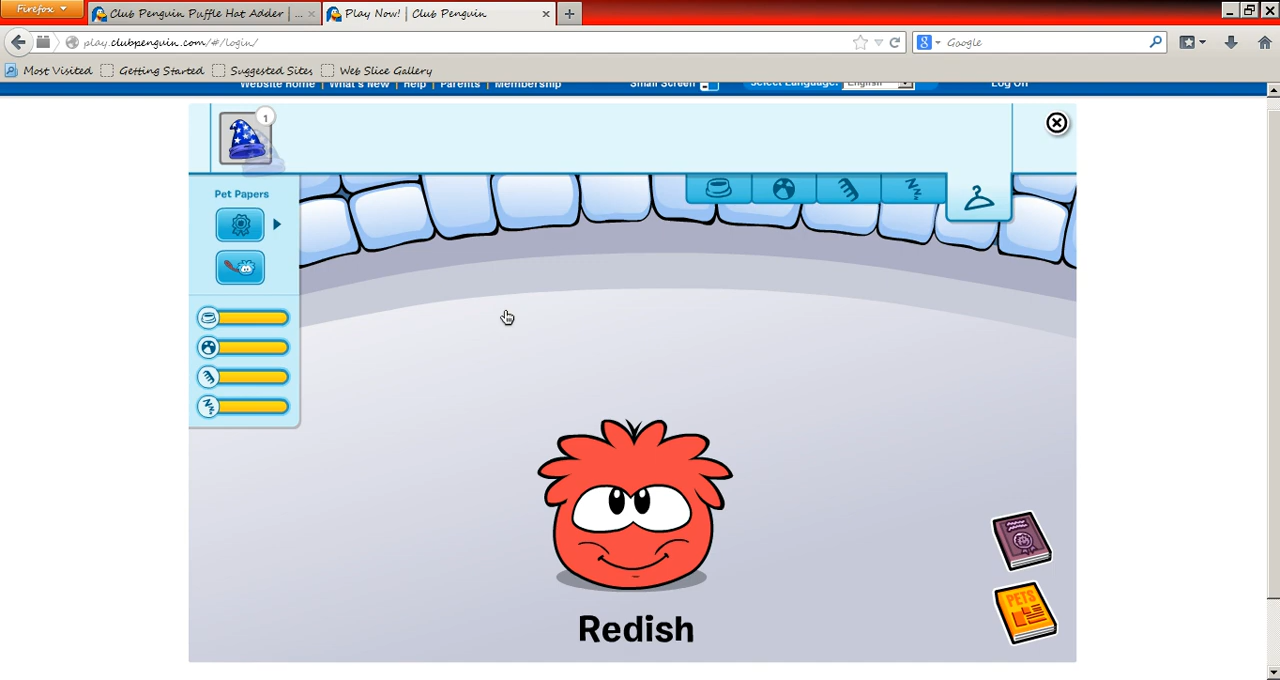 Firefox
Club Penguin Puffle Hat Adder | ...
Play Now! | Club Penguin
play.clubpenguin.com/#/login/
Google
Most Visited
Getting Started
Suggested Sites
Web Slice Gallery
Website Home
What's New
Help
Parents
Membership
Small Screen
Select Language:
English
Log Off
1
Pet Papers
PETS
Redish